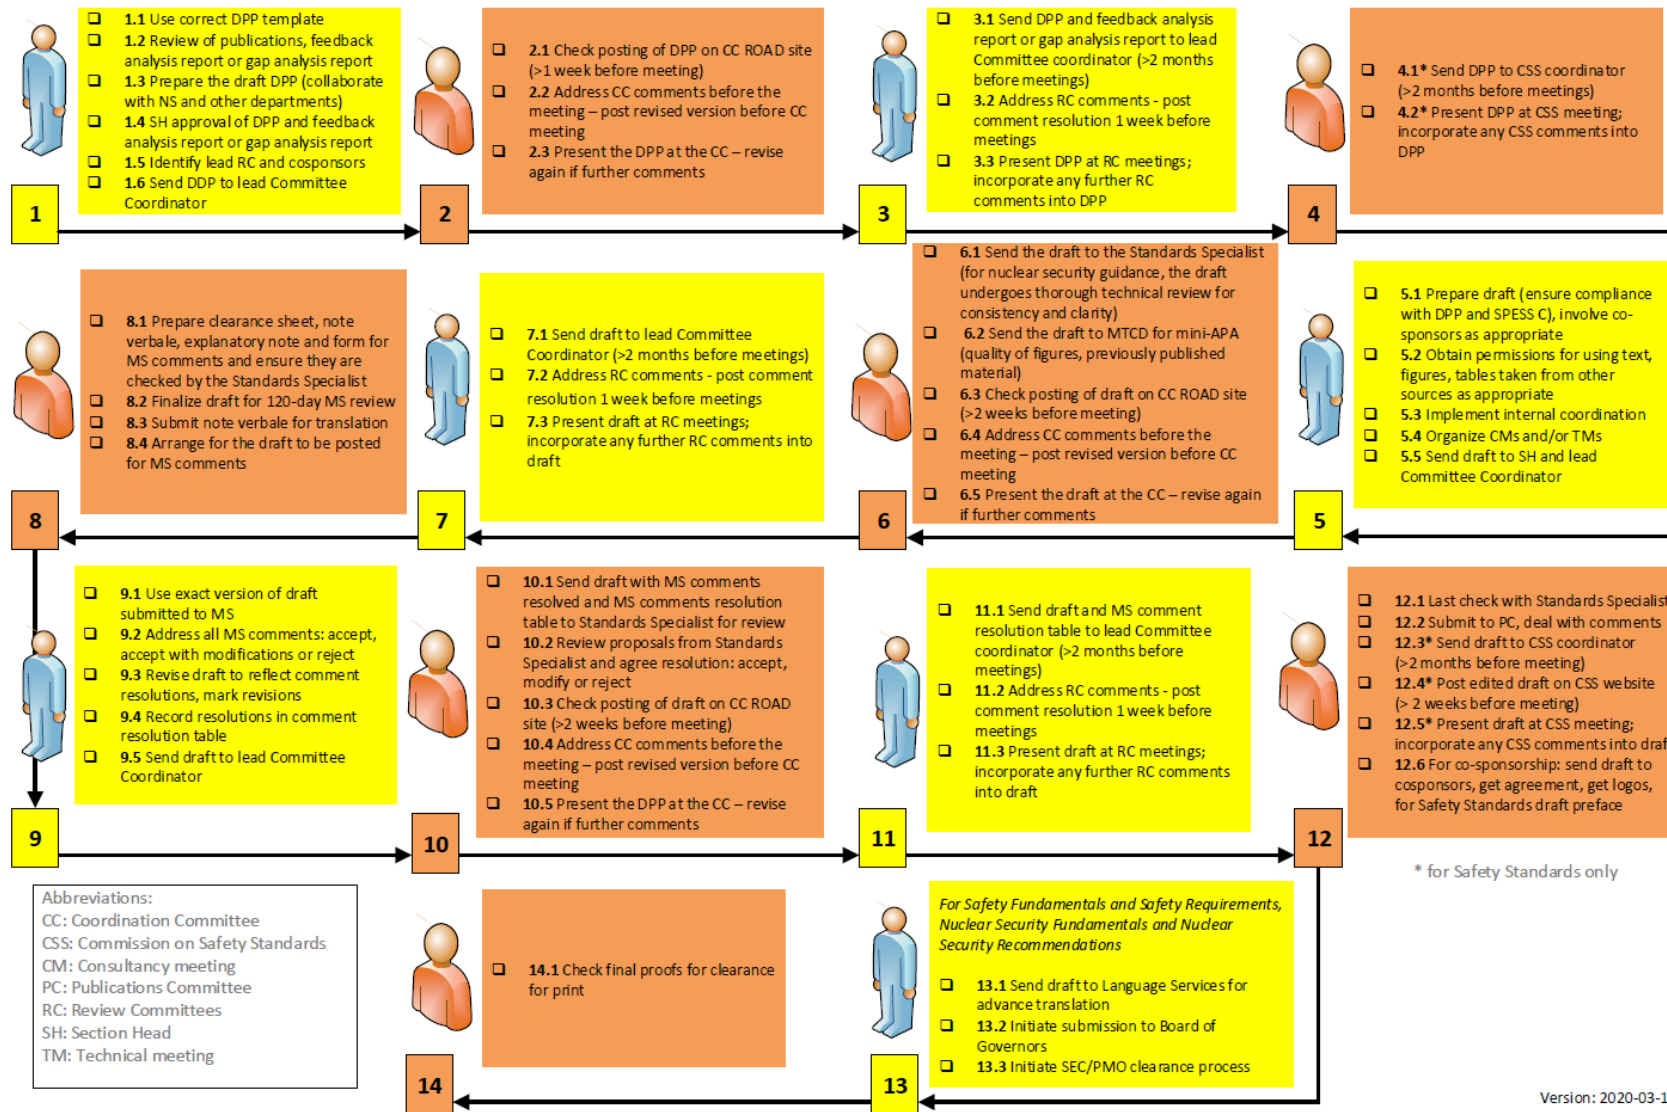 1.1 Use correct DPP template
1.2 Review of publications, feedback
analysis report or gap analysis report
1.3 Prepare the draft DPP (collaborate
with NS and other departments)
1.4 SH approval of DPP and feedback
analysis report or gap analysis report
1.5 Identify lead RC and cosponsors
1.6 Send DDP to lead Committee
Coordinator
1
2.1 Check posting of DPP on CC ROAD site
(>1 week before meeting)
2.2 Address CC comments before the
meeting – post revised version before CC
meeting
2.3 Present the DPP at the CC – revise
again if further comments
2
3.1 Send DPP and feedback analysis
report or gap analysis report to lead
Committee coordinator (>2 months
before meetings)
3.2 Address RC comments - post
comment resolution 1 week before
meetings
3.3 Present DPP at RC meetings;
incorporate any further RC
comments into DPP
3
4.1* Send DPP to CSS coordinator
(>2 months before meetings)
4.2* Present DPP at CSS meeting;
incorporate any CSS comments into
DPP
4
5.1 Prepare draft (ensure compliance
with DPP and SPESS C), involve co-
sponsors as appropriate
5.2 Obtain permissions for using text,
figures, tables taken from other
sources as appropriate
5.3 Implement internal coordination
5.4 Organize CMs and/or TMs
5.5 Send draft to SH and lead
Committee Coordinator
5
6.1 Send the draft to the Standards Specialist
(for nuclear security guidance, the draft
undergoes thorough technical review for
consistency and clarity)
6.2 Send the draft to MTCD for mini-APA
(quality of figures, previously published
material)
6.3 Check posting of draft on CC ROAD site
(>2 weeks before meeting)
6.4 Address CC comments before the
meeting – post revised version before CC
meeting
6.5 Present the draft at the CC – revise again
if further comments
6
7.1 Send draft to lead Committee
Coordinator (>2 months before meetings)
7.2 Address RC comments - post comment
resolution 1 week before meetings
7.3 Present draft at RC meetings;
incorporate any further RC comments into
draft
7
8.1 Prepare clearance sheet, note
verbale, explanatory note and form for
MS comments and ensure they are
checked by the Standards Specialist
8.2 Finalize draft for 120-day MS review
8.3 Submit note verbale for translation
8.4 Arrange for the draft to be posted
for MS comments
8
9.1 Use exact version of draft
submitted to MS
9.2 Address all MS comments: accept,
accept with modifications or reject
9.3 Revise draft to reflect comment
resolutions, mark revisions
9.4 Record resolutions in comment
resolution table
9.5 Send draft to lead Committee
Coordinator
9
10.1 Send draft with MS comments
resolved and MS comments resolution
table to Standards Specialist for review
10.2 Review proposals from Standards
Specialist and agree resolution: accept,
modify or reject
10.3 Check posting of draft on CC ROAD
site (>2 weeks before meeting)
10.4 Address CC comments before the
meeting – post revised version before CC
meeting
10.5 Present the DPP at the CC – revise
again if further comments
10
11.1 Send draft and MS comment
resolution table to lead Committee
coordinator (>2 months before
meetings)
11.2 Address RC comments - post
comment resolution 1 week before
meetings
11.3 Present draft at RC meetings;
incorporate any further RC comments
into draft
11
12.1 Last check with Standards Specialist
12.2 Submit to PC, deal with comments
12.3* Send draft to CSS coordinator
(>2 months before meeting)
12.4* Post edited draft on CSS website
(> 2 weeks before meeting)
12.5* Present draft at CSS meeting;
incorporate any CSS comments into draft
12.6 For co-sponsorship: send draft to
cosponsors, get agreement, get logos,
for Safety Standards draft preface
12
* for Safety Standards only
For Safety Fundamentals and Safety Requirements,
Nuclear Security Fundamentals and Nuclear
Security Recommendations
13.1 Send draft to Language Services for
advance translation
13.2 Initiate submission to Board of
Governors
13.3 Initiate SEC/PMO clearance process
13
14.1 Check final proofs for clearance
for print
14
Abbreviations:
CC: Coordination Committee
CSS: Commission on Safety Standards
CM: Consultancy meeting
PC: Publications Committee
RC: Review Committees
SH: Section Head
TM: Technical meeting
Version: 2020-03-1